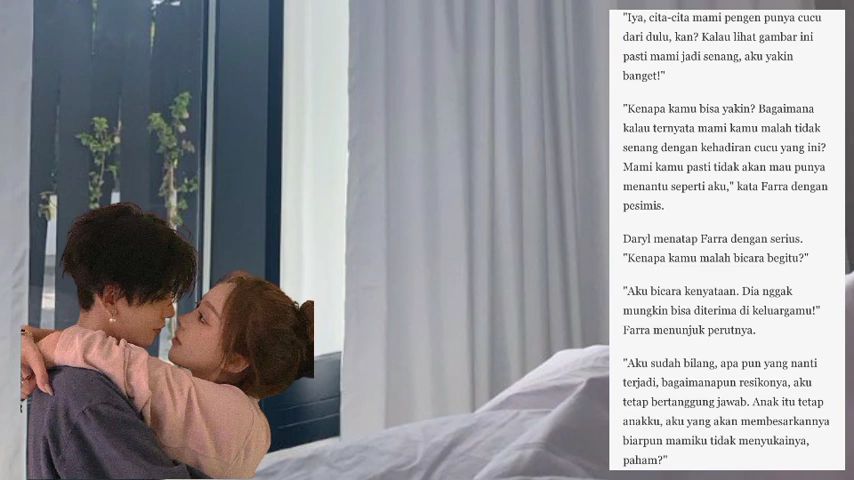 "Iya, cita-cita mami pengen punya cucu
dari dulu, kan? Kalau lihat gambar ini
pasti mami jadi senang, aku yakin
banget!"
"Kenapa kamu bisa yakin? Bagaimana
kalau ternyata mami kamu malah tidak
senang dengan kehadiran cucu yang ini?
Mami kamu pasti tidak akan mau punya
menantu seperti aku," kata Farra dengan
pesimis.
Daryl menatap Farra dengan serius.
"Kenapa kamu malah bicara begitu?"
"Aku bicara kenyataan. Dia nggak
mungkin bisa diterima di keluargamu!"
Farra menunjuk perutnya.
"Aku sudah bilang, apa pun yang nanti
terjadi, bagaimanapun resikonya, aku
tetap bertanggung jawab. Anak itu tetap
anakku, aku yang akan membesarkannya
biarpun mamiku tidak menyukainya,
paham?"